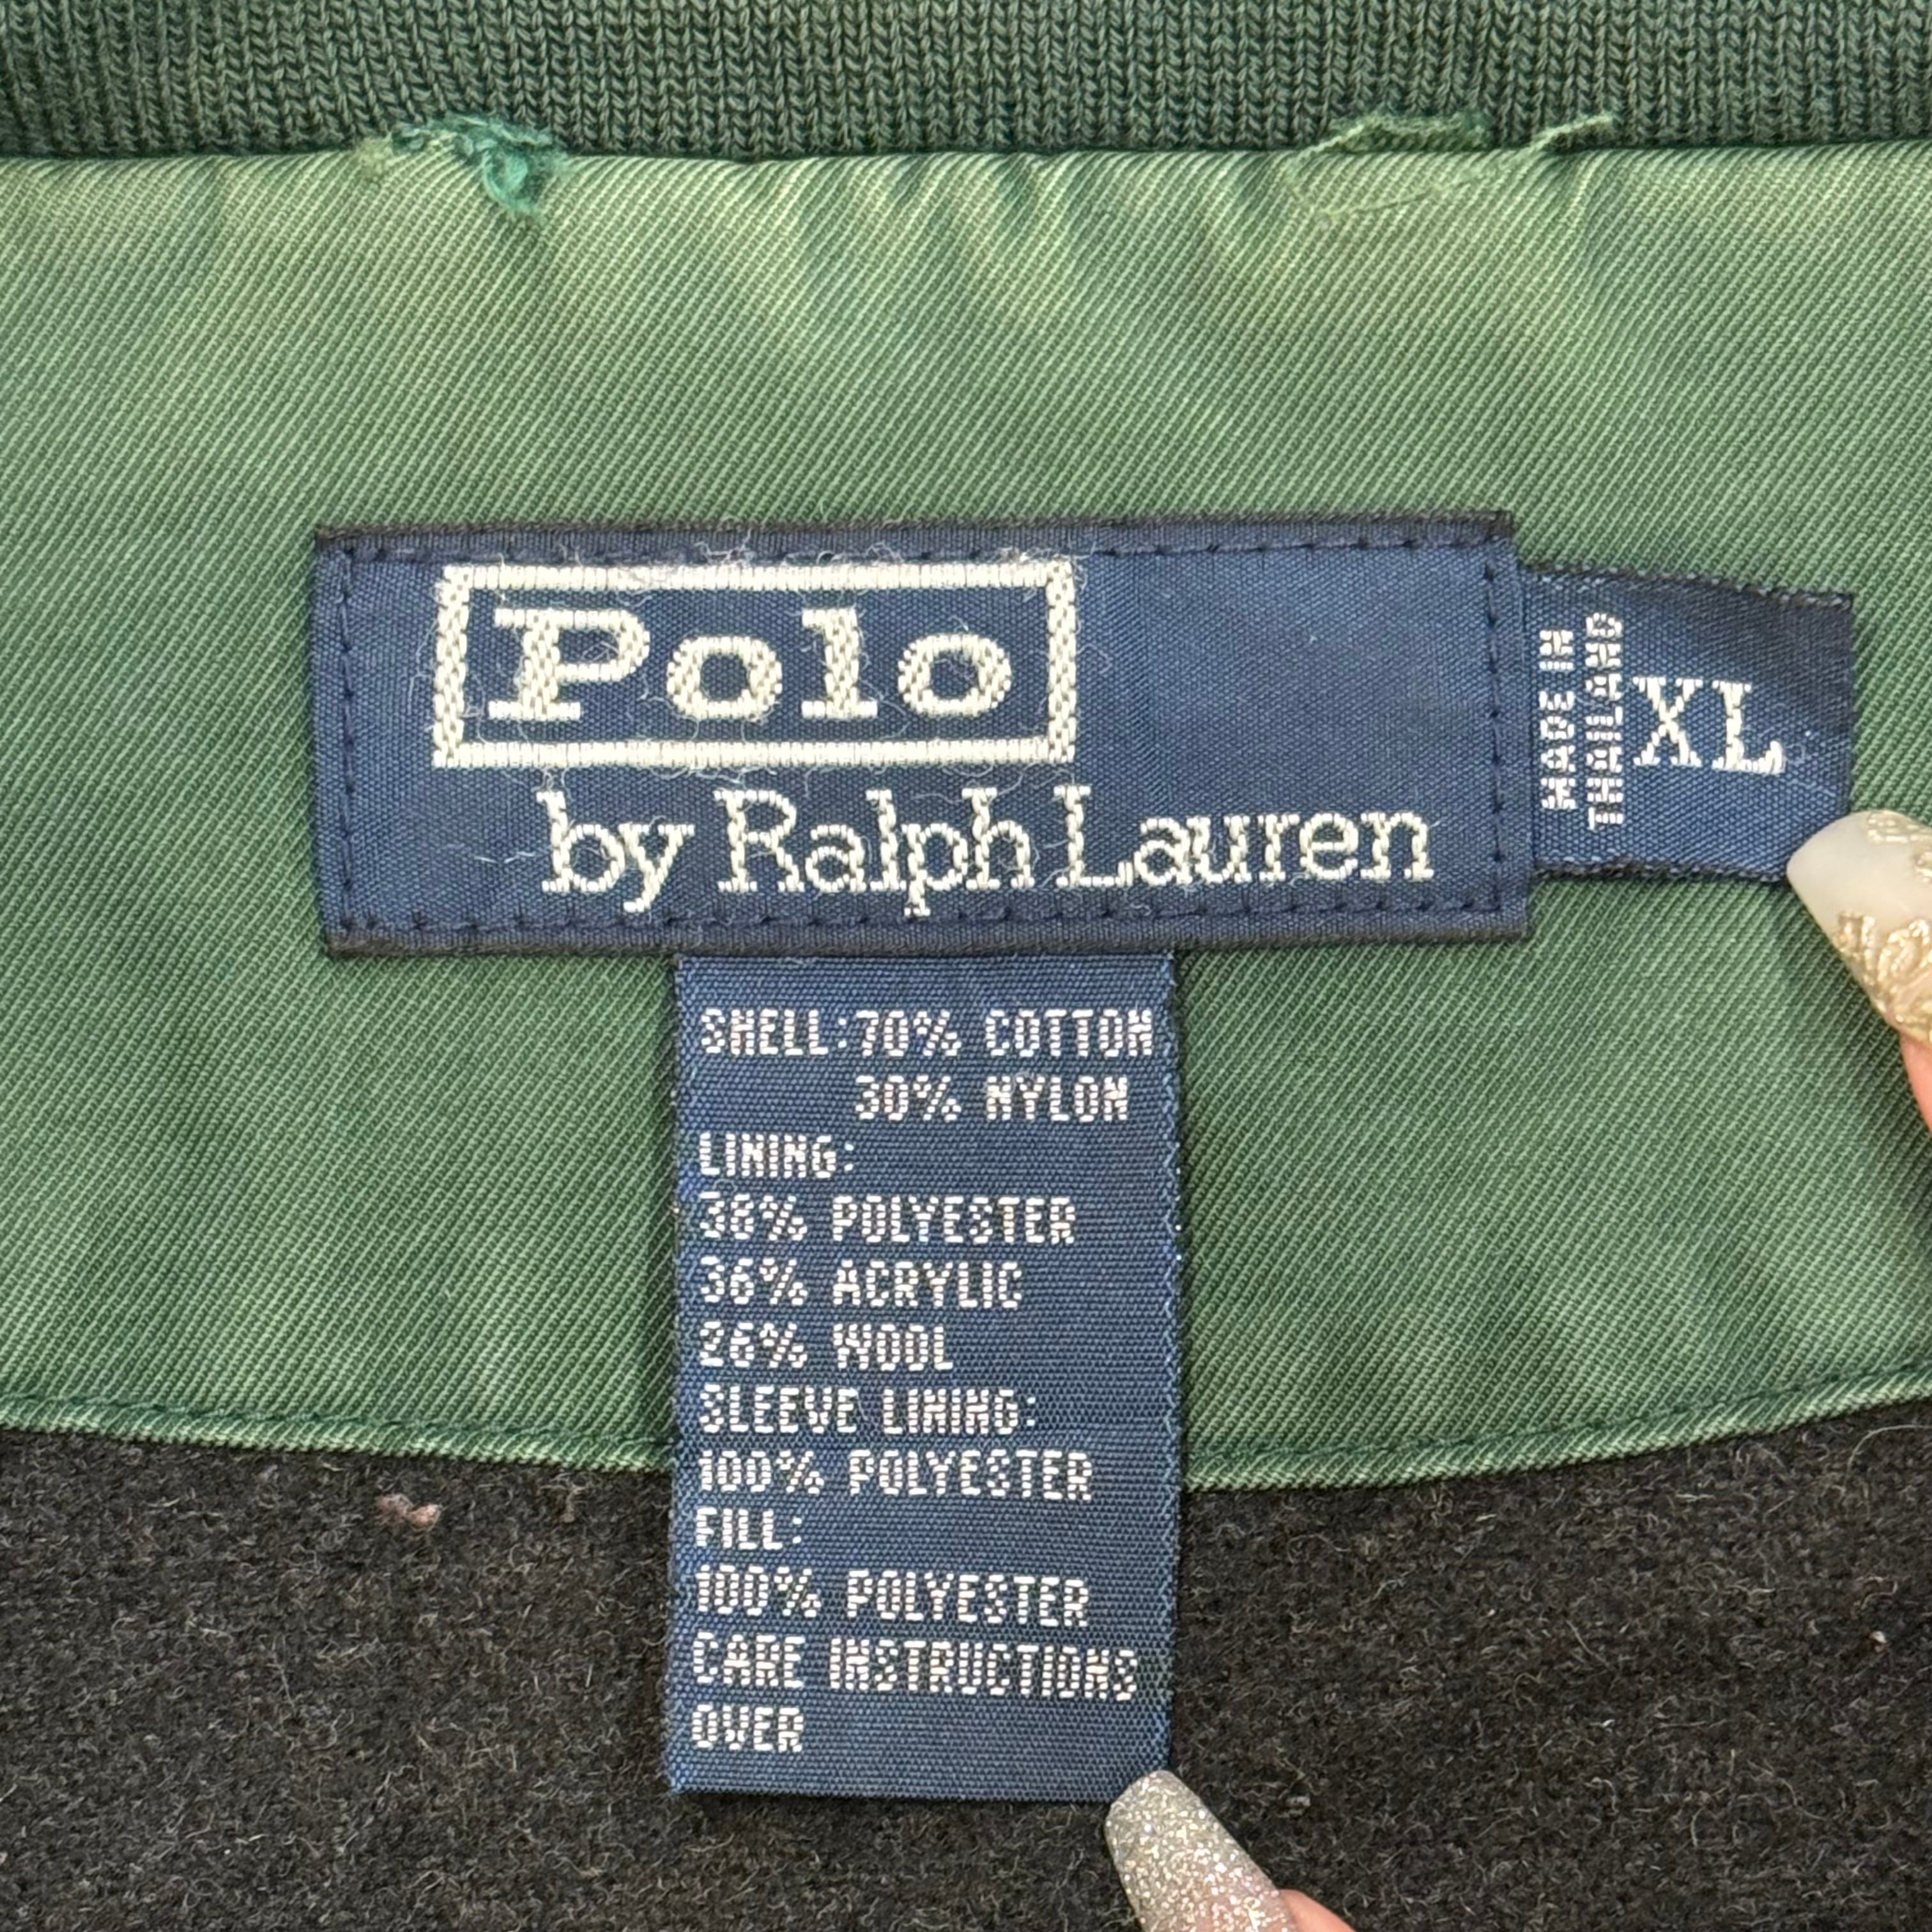 Polo
by Ralph Lauren
MADE IN
THAILAND
XL
SHELL:70% COTTON
30% NYLON
LINING:
38% POLYESTER
36% ACRYLIC
26% WOOL
SLEEVE LINING:
100% POLYESTER
FILL:
100% POLYESTER
CARE INSTRUCTIONS
OVER